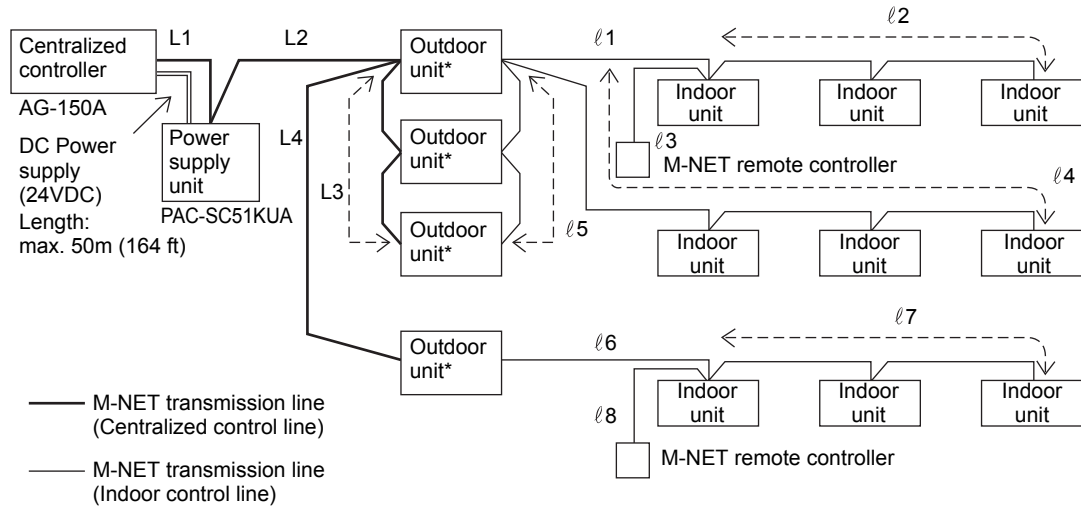 Centralized
controller
AG-150A
L1
L2
DC Power
supply
(24VDC)
Length:
max. 50m (164 ft)
Power
supply
unit
PAC-SC51KUA
L4
L3
Outdoor
unit*
Outdoor
unit*
Outdoor
unit*
Outdoor
unit*
ℓ1
ℓ2
Indoor
unit
Indoor
unit
Indoor
unit
ℓ3
M-NET remote controller
ℓ4
ℓ5
Indoor
unit
Indoor
unit
Indoor
unit
ℓ6
ℓ7
Indoor
unit
Indoor
unit
Indoor
unit
ℓ8
M-NET remote controller
M-NET transmission line
(Centralized control line)
M-NET transmission line
(Indoor control line)